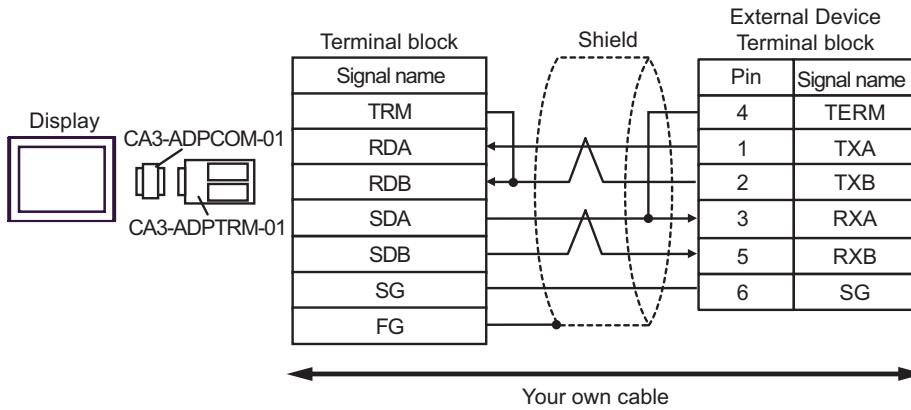 External Device
Terminal block Shield Terminal block
Signal name Pin Signal name
TRM 4 TERM
Display
CA3-ADPCOM-01
RDA 1 TXA
RDB 2 TXB
CA3-ADPTRM-01
SDA 3 RXA
SDB 5 RXB
SG 6 SG
FG
Your own cable